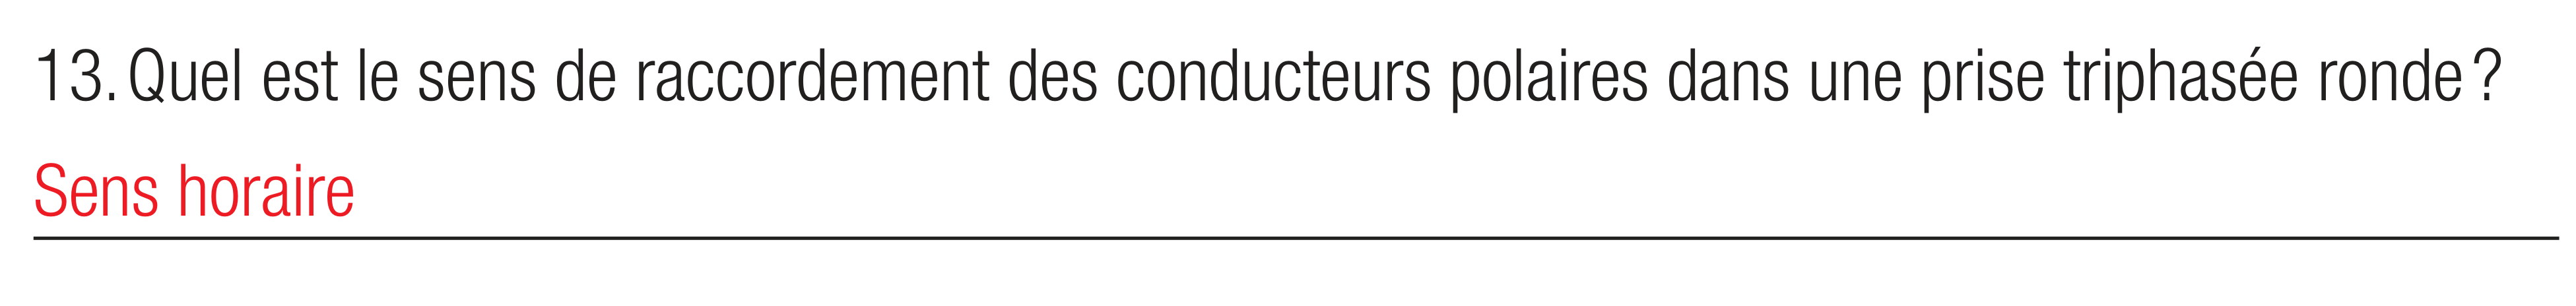 13. Quel est le sens de raccordement des conducteurs polaires dans une prise triphasée ronde ?
Sens horaire